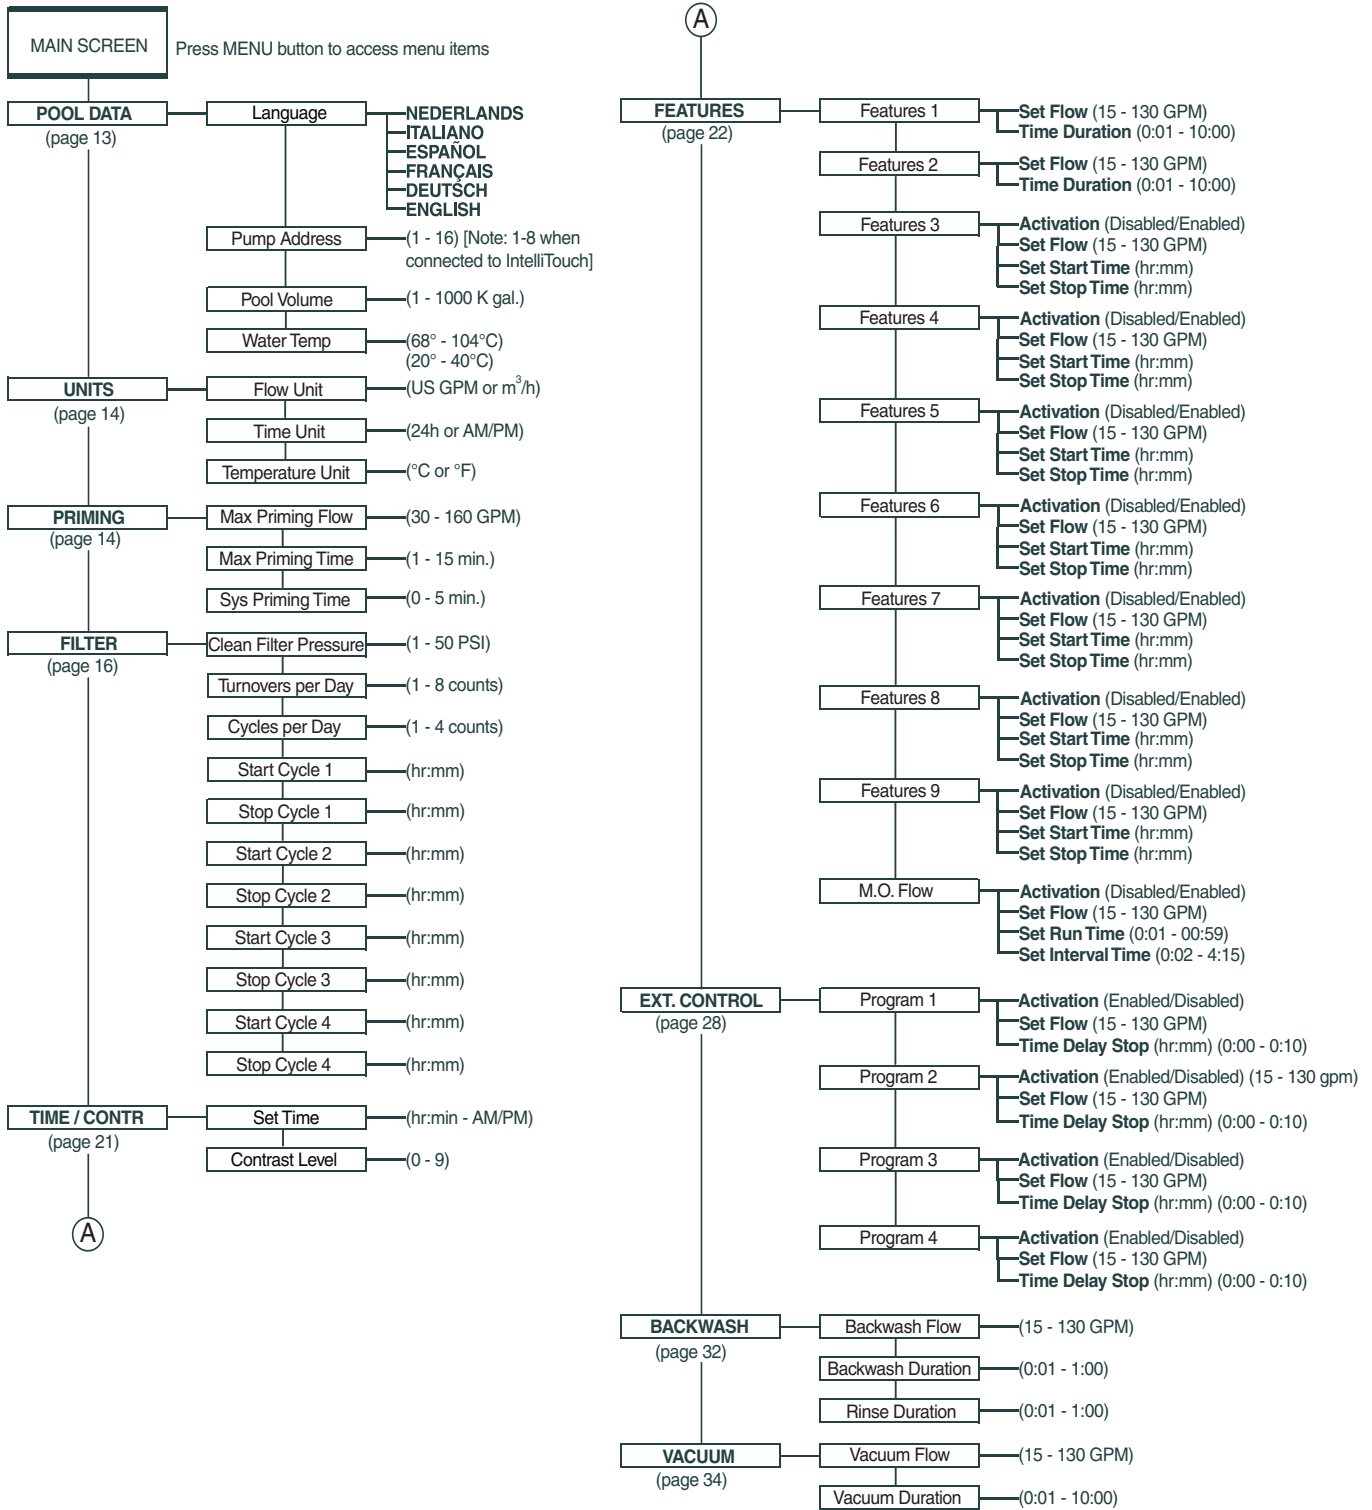 MAIN SCREEN
Press MENU button to access menu items
POOL DATA
(page 13)
Language
NEDERLANDS
ITALIANO
ESPAÑOL
FRANÇAIS
DEUTSCH
ENGLISH
Pump Address
(1 - 16) [Note: 1-8 when
connected to IntelliTouch]
Pool Volume
(1 - 1000 K gal.)
Water Temp
(68° - 104°C)
(20° - 40°C)
UNITS
(page 14)
Flow Unit
(US GPM or m³/h)
Time Unit
(24h or AM/PM)
Temperature Unit
(°C or °F)
PRIMING
(page 14)
Max Priming Flow
(30 - 160 GPM)
Max Priming Time
(1 - 15 min.)
Sys Priming Time
(0 - 5 min.)
FILTER
(page 16)
Clean Filter Pressure
(1 - 50 PSI)
Turnovers per Day
(1 - 8 counts)
Cycles per Day
(1 - 4 counts)
Start Cycle 1
(hr:mm)
Stop Cycle 1
(hr:mm)
Start Cycle 2
(hr:mm)
Stop Cycle 2
(hr:mm)
Start Cycle 3
(hr:mm)
Stop Cycle 3
(hr:mm)
Start Cycle 4
(hr:mm)
Stop Cycle 4
(hr:mm)
TIME / CONTR
(page 21)
Set Time
(hr:min - AM/PM)
Contrast Level
(0 - 9)
A
A
FEATURES
(page 22)
Features 1
Set Flow (15 - 130 GPM)
Time Duration (0:01 - 10:00)
Features 2
Set Flow (15 - 130 GPM)
Time Duration (0:01 - 10:00)
Features 3
Activation (Disabled/Enabled)
Set Flow (15 - 130 GPM)
Set Start Time (hr:mm)
Set Stop Time (hr:mm)
Features 4
Activation (Disabled/Enabled)
Set Flow (15 - 130 GPM)
Set Start Time (hr:mm)
Set Stop Time (hr:mm)
Features 5
Activation (Disabled/Enabled)
Set Flow (15 - 130 GPM)
Set Start Time (hr:mm)
Set Stop Time (hr:mm)
Features 6
Activation (Disabled/Enabled)
Set Flow (15 - 130 GPM)
Set Start Time (hr:mm)
Set Stop Time (hr:mm)
Features 7
Activation (Disabled/Enabled)
Set Flow (15 - 130 GPM)
Set Start Time (hr:mm)
Set Stop Time (hr:mm)
Features 8
Activation (Disabled/Enabled)
Set Flow (15 - 130 GPM)
Set Start Time (hr:mm)
Set Stop Time (hr:mm)
Features 9
Activation (Disabled/Enabled)
Set Flow (15 - 130 GPM)
Set Start Time (hr:mm)
Set Stop Time (hr:mm)
M.O. Flow
Activation (Disabled/Enabled)
Set Flow (15 - 130 GPM)
Set Run Time (0:01 - 00:59)
Set Interval Time (0:02 - 4:15)
EXT. CONTROL
(page 28)
Program 1
Activation (Enabled/Disabled)
Set Flow (15 - 130 GPM)
Time Delay Stop (hr:mm) (0:00 - 0:10)
Program 2
Activation (Enabled/Disabled) (15 - 130 gpm)
Set Flow (15 - 130 GPM)
Time Delay Stop (hr:mm) (0:00 - 0:10)
Program 3
Activation (Enabled/Disabled)
Set Flow (15 - 130 GPM)
Time Delay Stop (hr:mm) (0:00 - 0:10)
Program 4
Activation (Enabled/Disabled)
Set Flow (15 - 130 GPM)
Time Delay Stop (hr:mm) (0:00 - 0:10)
BACKWASH
(page 32)
Backwash Flow
(15 - 130 GPM)
Backwash Duration
(0:01 - 1:00)
Rinse Duration
(0:01 - 1:00)
VACUUM
(page 34)
Vacuum Flow
(15 - 130 GPM)
Vacuum Duration
(0:01 - 10:00)